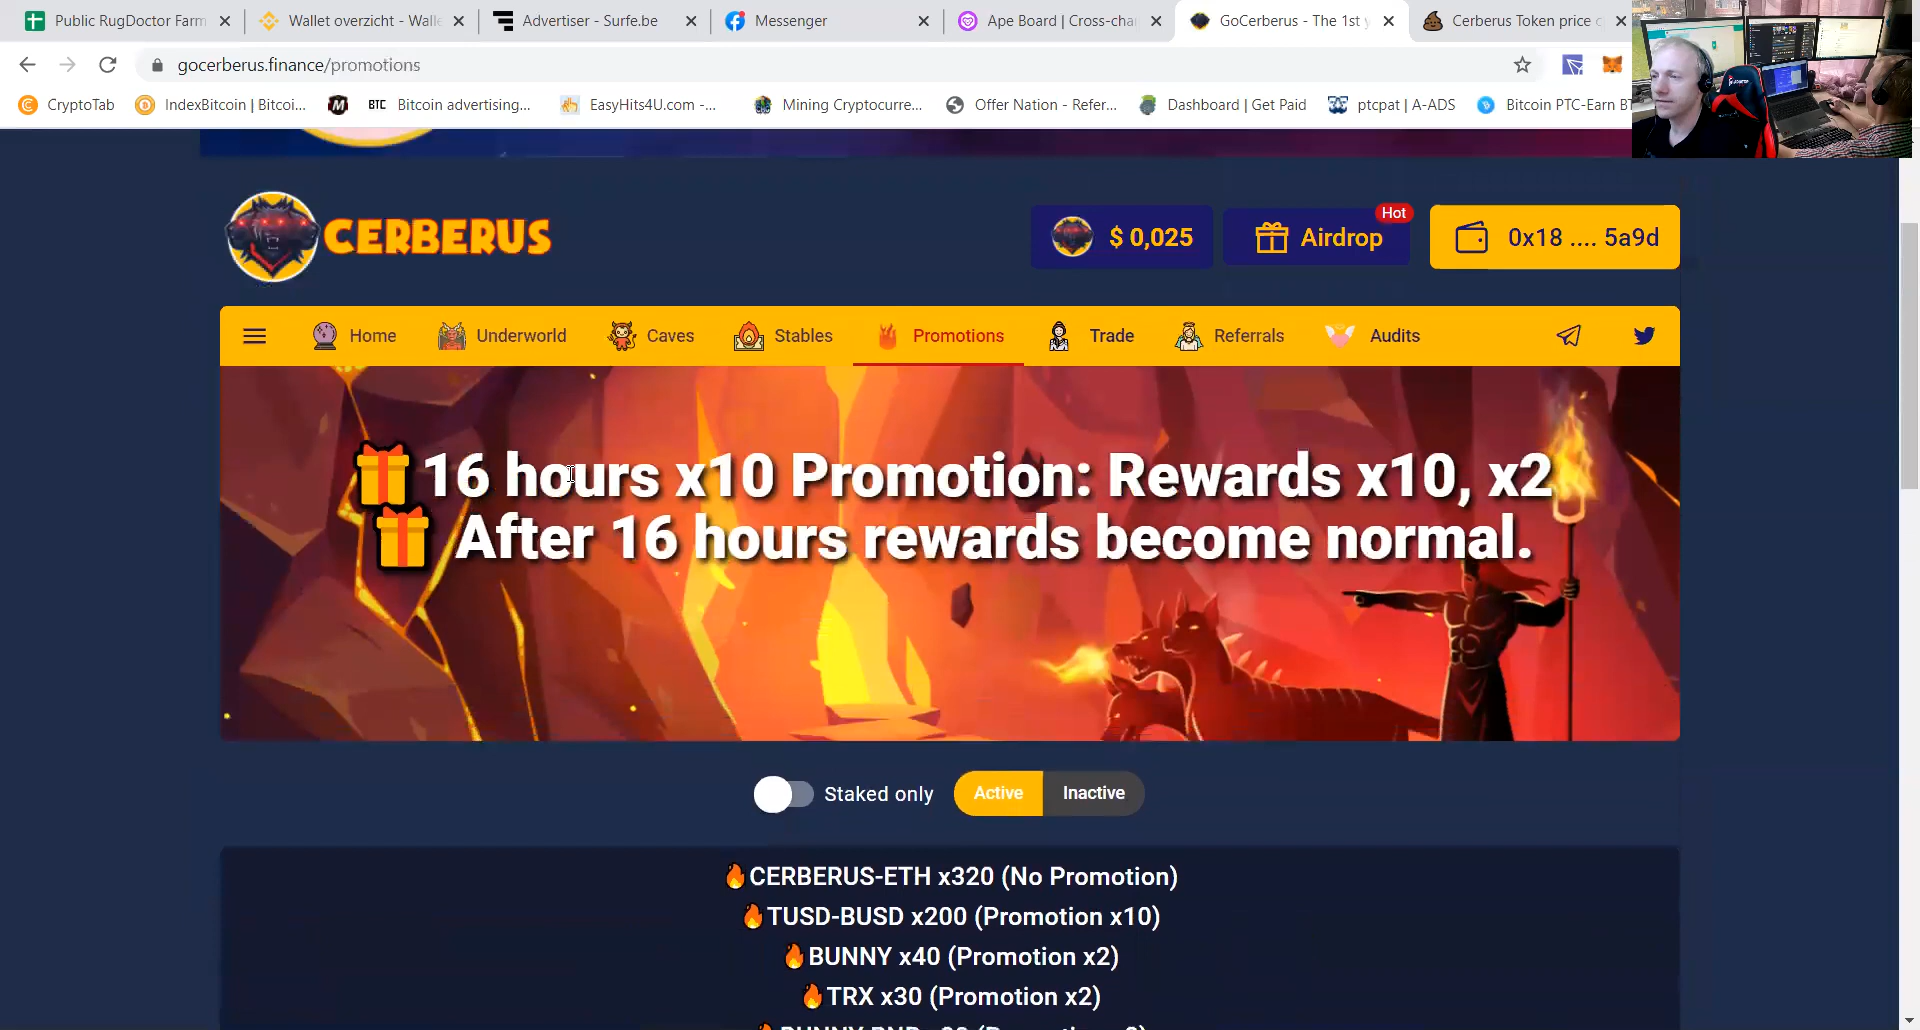 Public RugDoctor Farm
Wallet overzicht - Walle
Advertiser - Surfe.be
Messenger
Ape Board | Cross-chai
GoCerberus - The 1st y
Cerberus Token price c
gocerberus.finance/promotions
CryptoTab
IndexBitcoin | Bitcoi...
BTC Bitcoin advertising...
EasyHits4U.com -...
Mining Cryptocurre...
Offer Nation - Refer...
Dashboard | Get Paid
ptcpat | A-ADS
Bitcoin PTC-Earn BT
CERBERUS
$ 0,025
Airdrop
Hot
0x18 .... 5a9d
Home
Underworld
Caves
Stables
Promotions
Trade
Referrals
Audits
16 hours x10 Promotion: Rewards x10, x2
After 16 hours rewards become normal.
Staked only
Active
Inactive
CERBERUS-ETH x320 (No Promotion)
TUSD-BUSD x200 (Promotion x10)
BUNNY x40 (Promotion x2)
TRX x30 (Promotion x2)